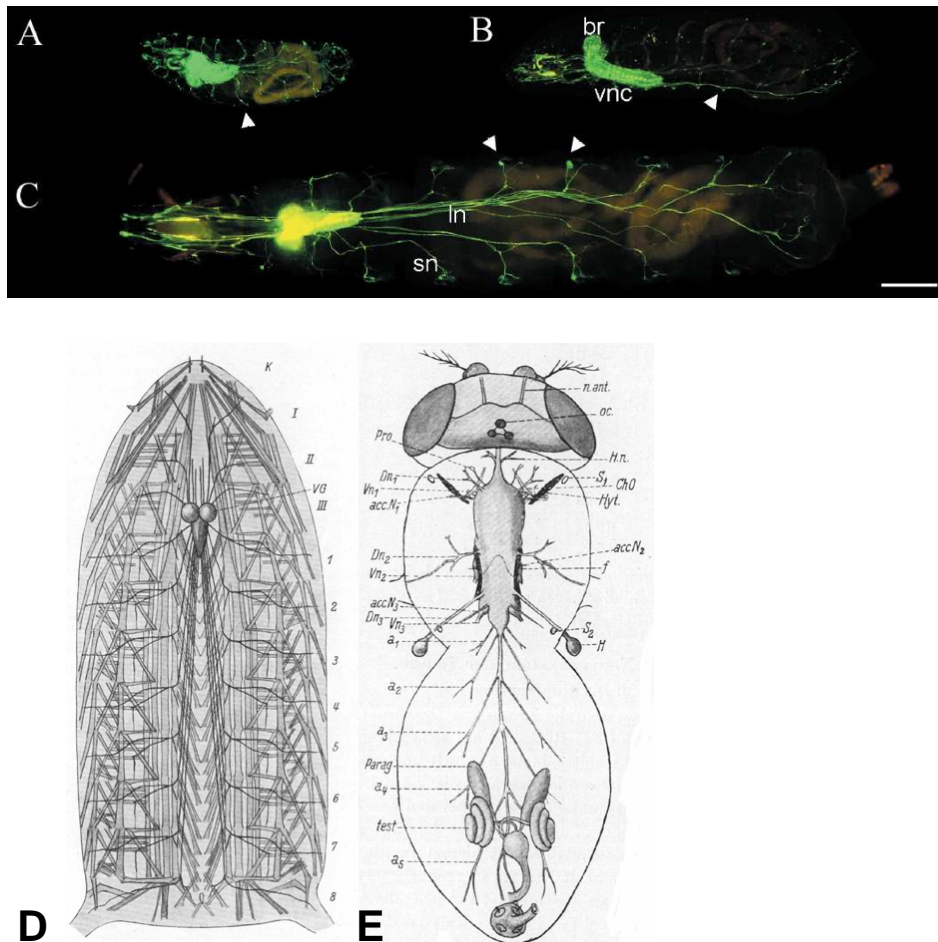 A
B
br
vnc
C
ln
sn
K
I
II
VG
III
1
2
3
4
5
6
7
8
D
n.ant.
oc.
Pro
H.n.
Dn1
S1
ChO
Vn1
Hyt.
acc.N1
Dn2
accN2
Vn2
f
accN3
Dn3
Vn3
S2
a1
H
a2
a3
Parag
a4
test
a5
E